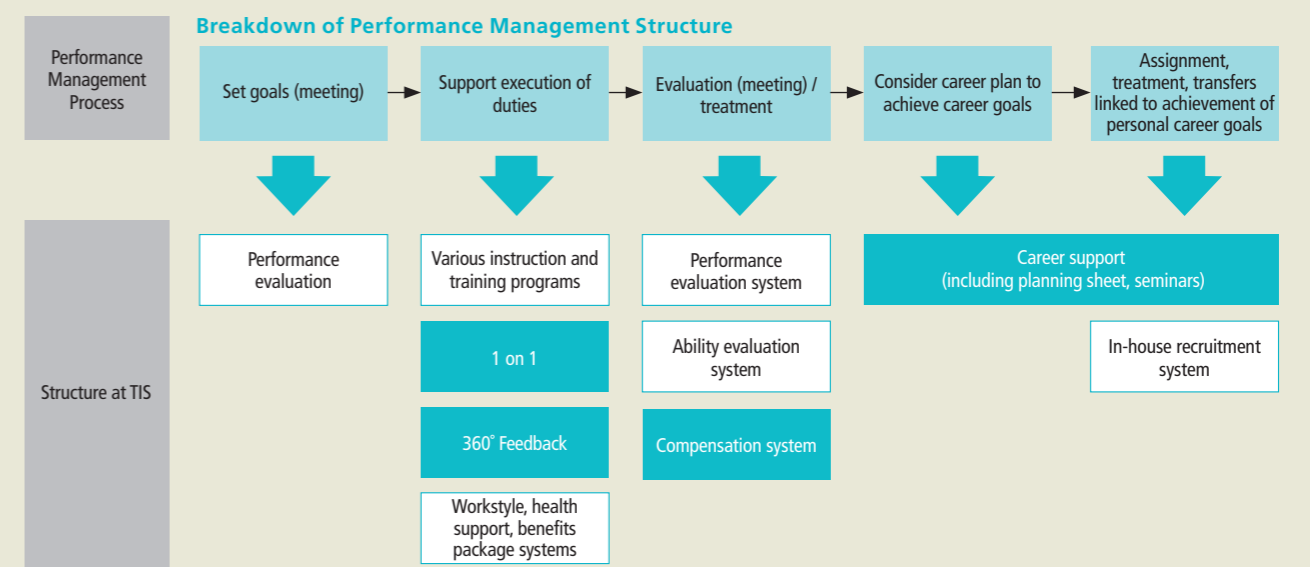 Breakdown of Performance Management Structure
Performance
Management
Process
Set goals (meeting)
Support execution of
duties
Evaluation (meeting) /
treatment
Consider career plan to
achieve career goals
Assignment,
treatment, transfers
linked to achievement of
personal career goals
Structure at TIS
Performance
evaluation
Various instruction and
training programs
1 on 1
360° Feedback
Workstyle, health
support, benefits
package systems
Performance
evaluation system
Ability evaluation
system
Compensation system
Career support
(including planning sheet, seminars)
In-house recruitment
system